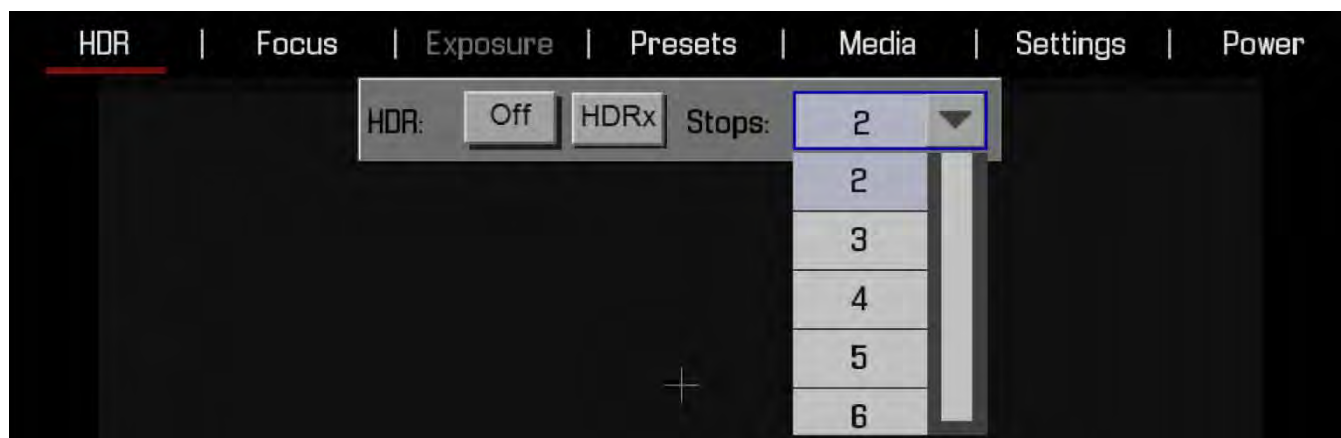 HDR | Focus | Exposure | Presets | Media | Settings | Power
HDR: Off HDRx Stops: 2
2
3
4
5
6